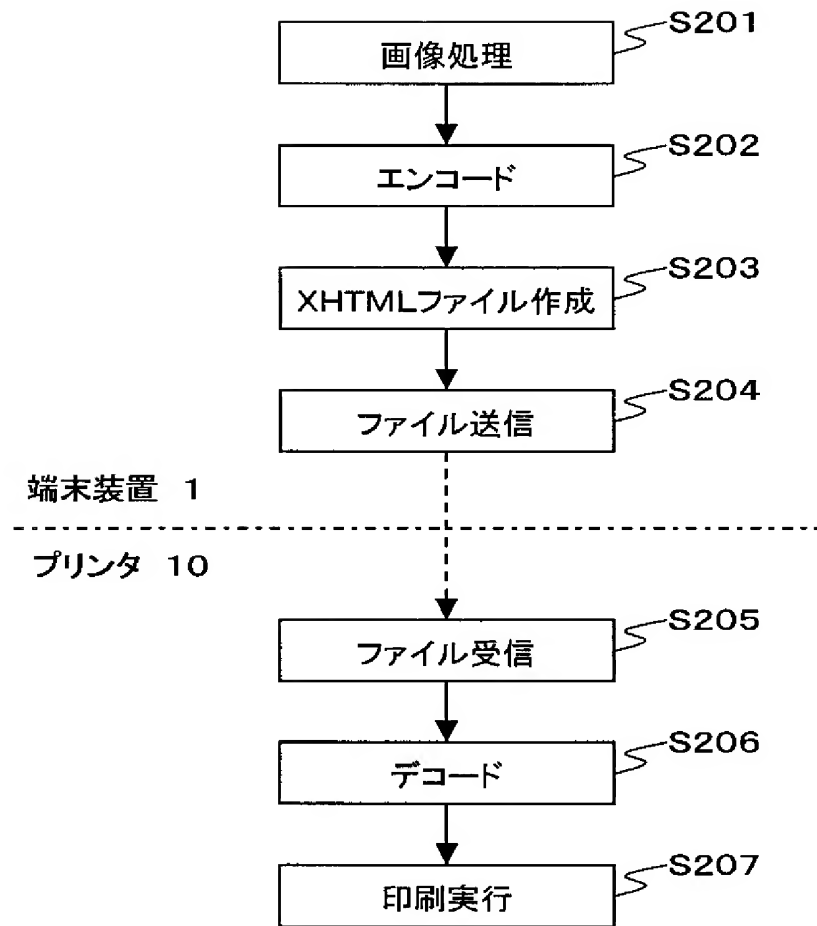 S201
画像処理
S202
エンコード
S203
XHTMLファイル作成
S204
ファイル送信
端末装置 1
プリンタ 10
S205
ファイル受信
S206
デコード
S207
印刷実行